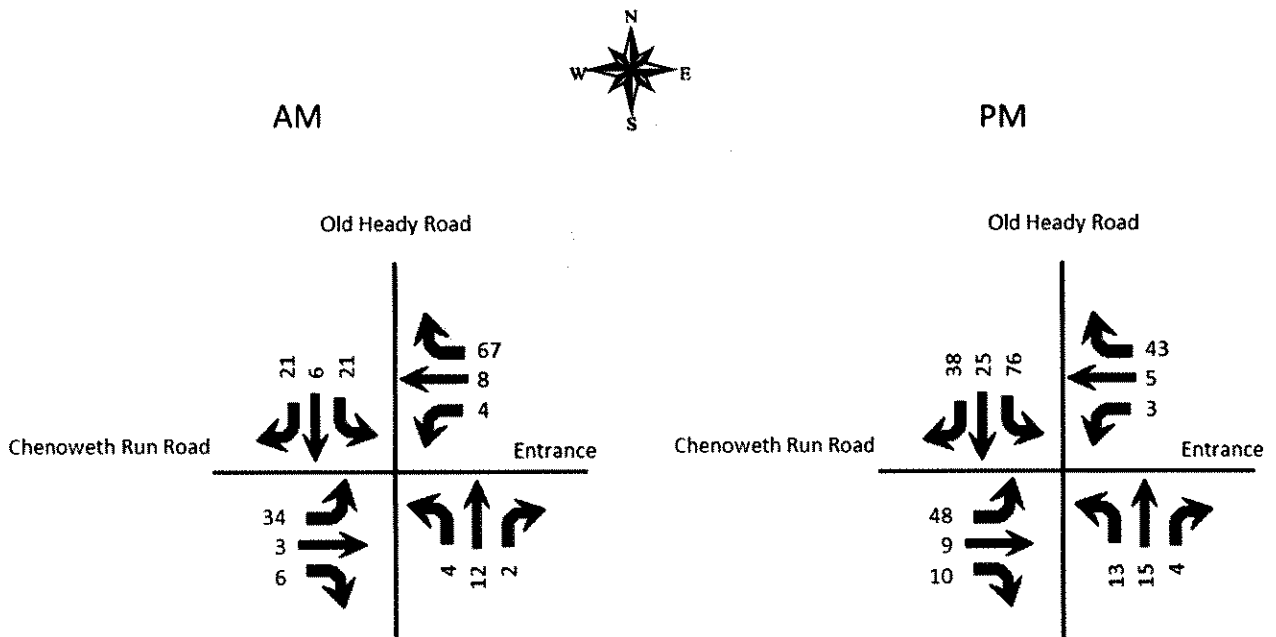 N
W E
S
AM PM
Old Heady Road Old Heady Road
21 6 21 67
8
4
38 25 76 43
5
3
Chenoweth Run Road Entrance
Chenoweth Run Road Entrance
34
3
6
4 12 2
48
9
10
13 15 4